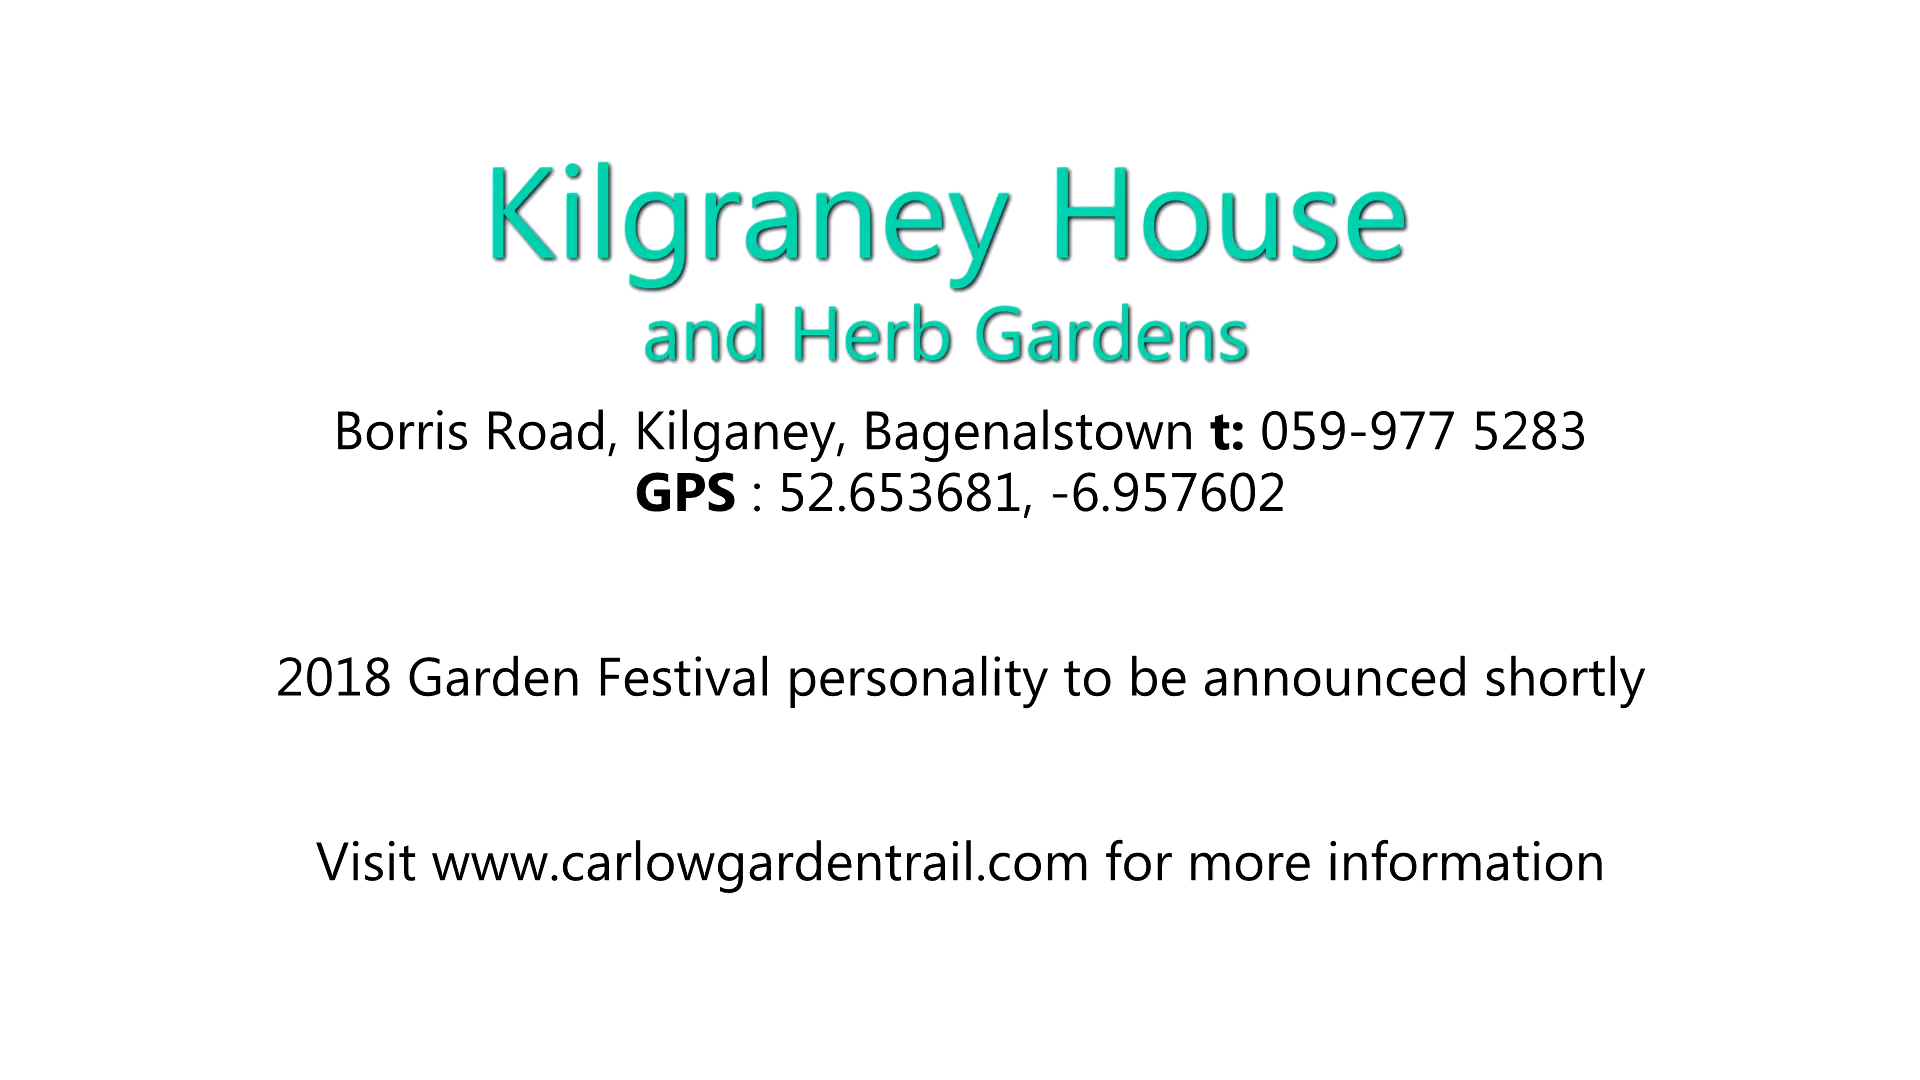 Kilgraney House
and Herb Gardens
Borris Road, Kilganey, Bagenalstown t: 059-977 5283
GPS : 52.653681, -6.957602
2018 Garden Festival personality to be announced shortly
Visit www.carlowgardentrail.com for more information